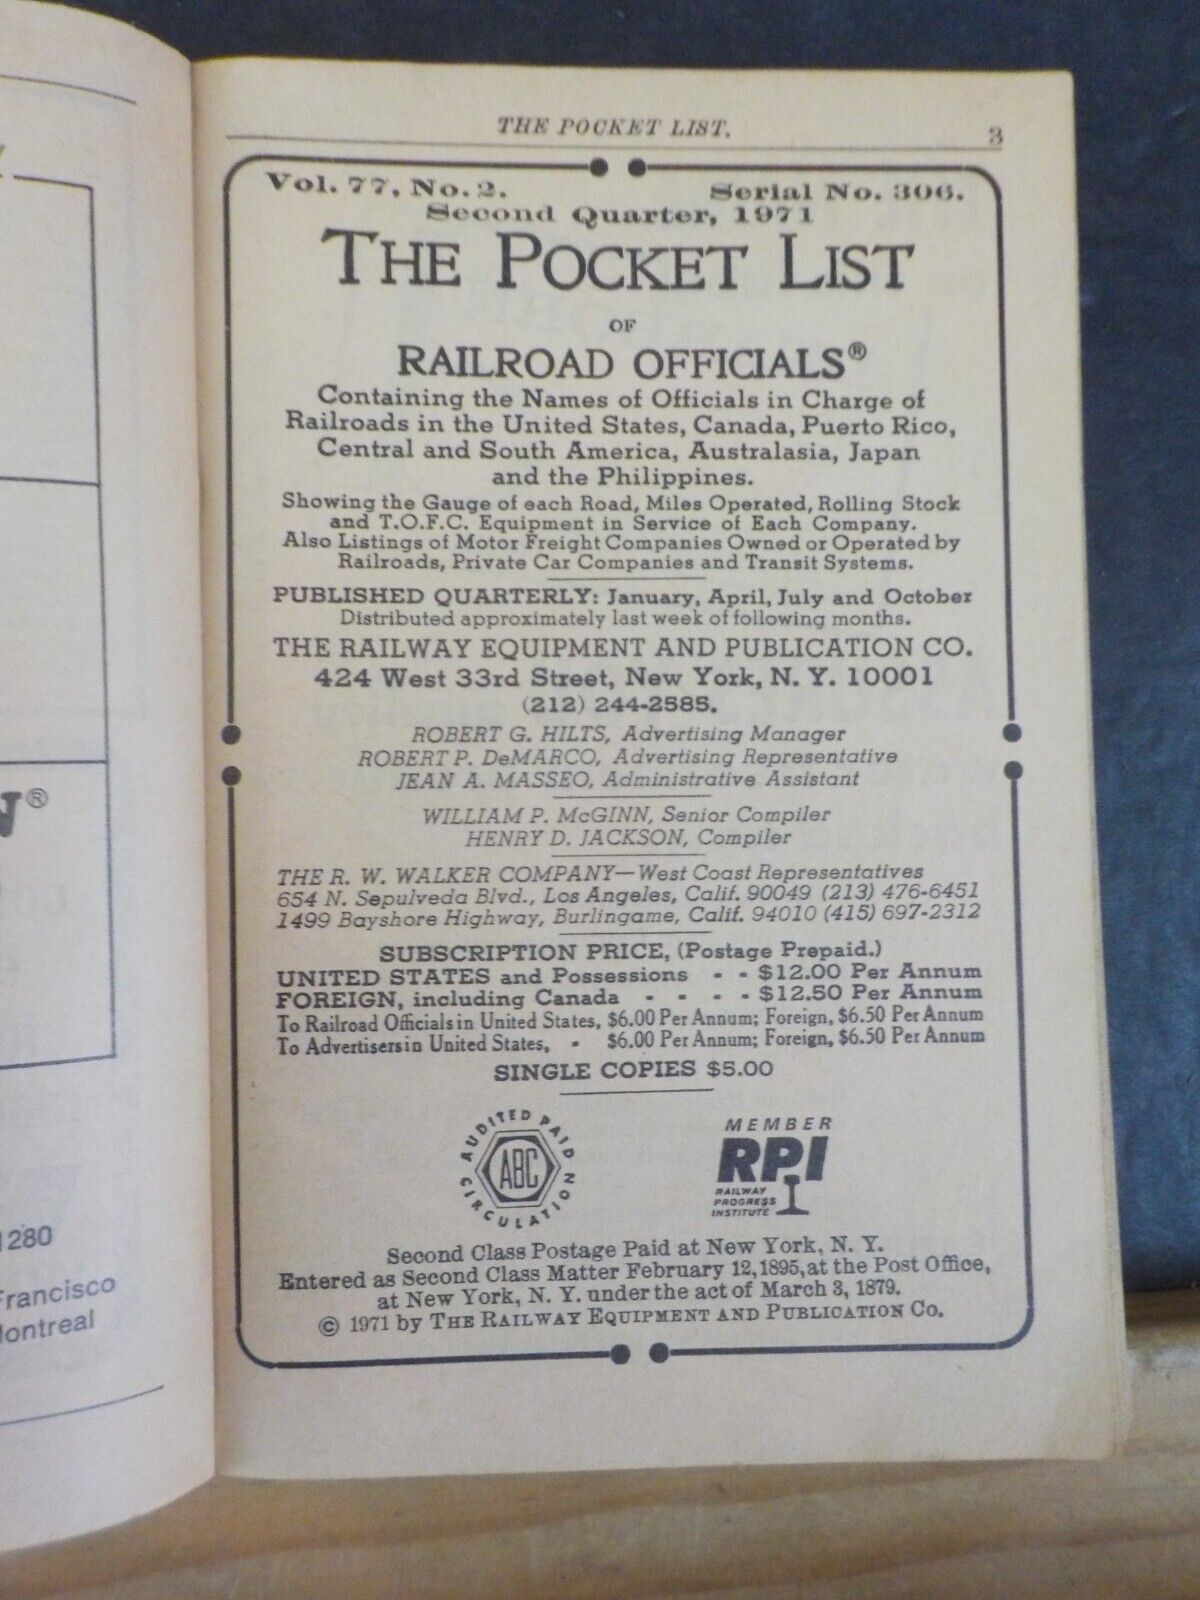 THE POCKET LIST.
3
Vol. 77, No. 2.
Serial No. 306.
Second Quarter, 1971
THE POCKET LIST
OF
RAILROAD OFFICIALS®
Containing the Names of Officials in Charge of
Railroads in the United States, Canada, Puerto Rico,
Central and South America, Australasia, Japan
and the Philippines.
Showing the Gauge of each Road, Miles Operated, Rolling Stock
and T.O.F.C. Equipment in Service of Each Company.
Also Listings of Motor Freight Companies Owned or Operated by
Railroads, Private Car Companies and Transit Systems.
PUBLISHED QUARTERLY: January, April, July and October
Distributed approximately last week of following months.
THE RAILWAY EQUIPMENT AND PUBLICATION CO.
424 West 33rd Street, New York, N. Y. 10001
(212) 244-2585.
ROBERT G. HILTS, Advertising Manager
ROBERT P. DeMARCO, Advertising Representative
JEAN A. MASSEO, Administrative Assistant
WILLIAM P. McGINN, Senior Compiler
HENRY D. JACKSON, Compiler
THE R. W. WALKER COMPANY—West Coast Representatives
654 N. Sepulveda Blvd., Los Angeles, Calif. 90049 (213) 476-6451
1499 Bayshore Highway, Burlingame, Calif. 94010 (415) 697-2312
SUBSCRIPTION PRICE, (Postage Prepaid.)
UNITED STATES and Possessions - - $12.00 Per Annum
FOREIGN, including Canada - - - - $12.50 Per Annum
To Railroad Officials in United States, $6.00 Per Annum; Foreign, $6.50 Per Annum
To Advertisers in United States, - $6.00 Per Annum; Foreign, $6.50 Per Annum
SINGLE COPIES $5.00
AUDITED PAID
ABC
CIRCULATION
MEMBER
RPI
RAILWAY
PROGRESS
INSTITUTE
Second Class Postage Paid at New York, N. Y.
Entered as Second Class Matter February 12, 1895, at the Post Office,
at New York, N. Y. under the act of March 3, 1879.
© 1971 by THE RAILWAY EQUIPMENT AND PUBLICATION CO.
1280
Francisco
Montreal